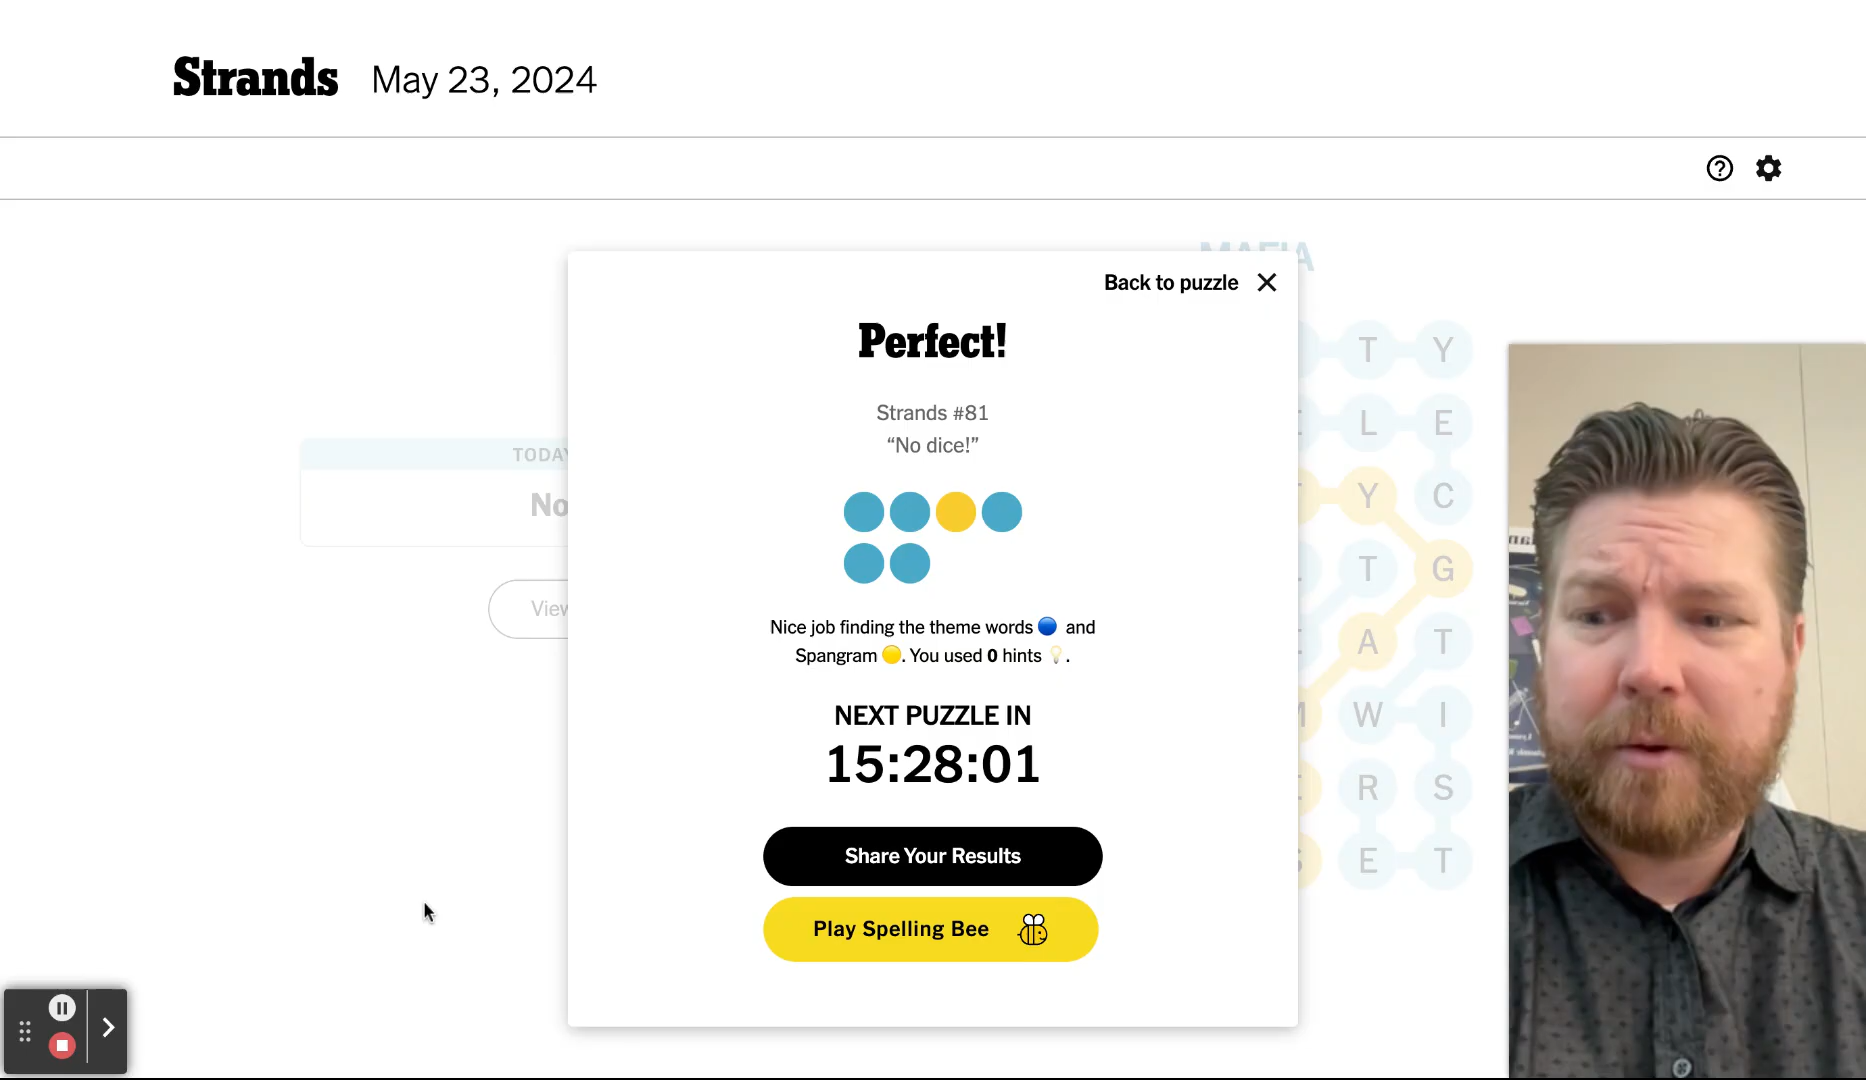 Strands May 23, 2024
MAFIA
Back to puzzle
Perfect!
Strands #81
“No dice!”
TODAY
No
View
Nice job finding the theme words and
Spangram . You used 0 hints .
NEXT PUZZLE IN
15:28:01
Share Your Results
Play Spelling Bee
T Y
L E
Y C
T G
A T
W I
R S
E T